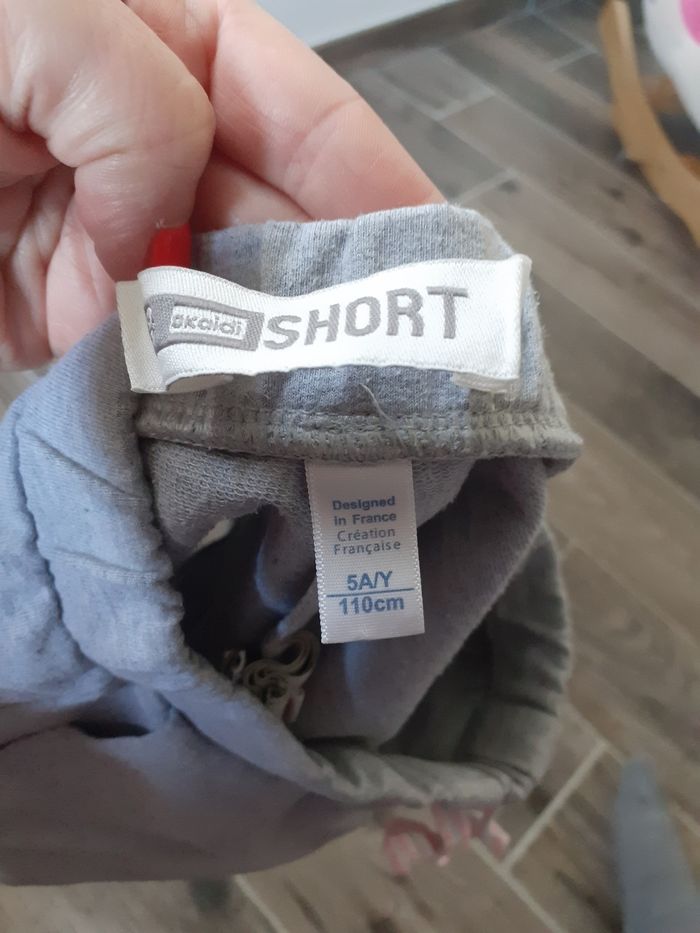 okaïdi SHORT
Designed
in France
Création
Française
5A/Y
110cm